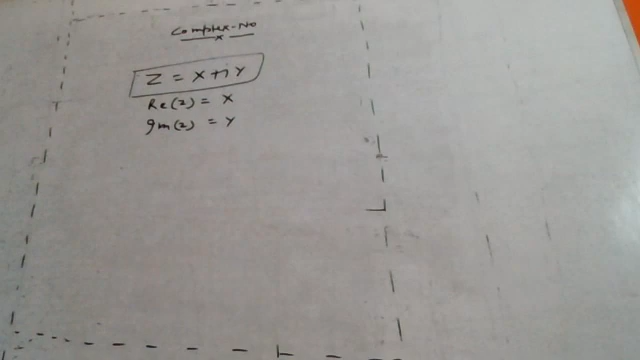 Complex-No
x
Z = x+iy
Re(z) = x
Im(z) = y